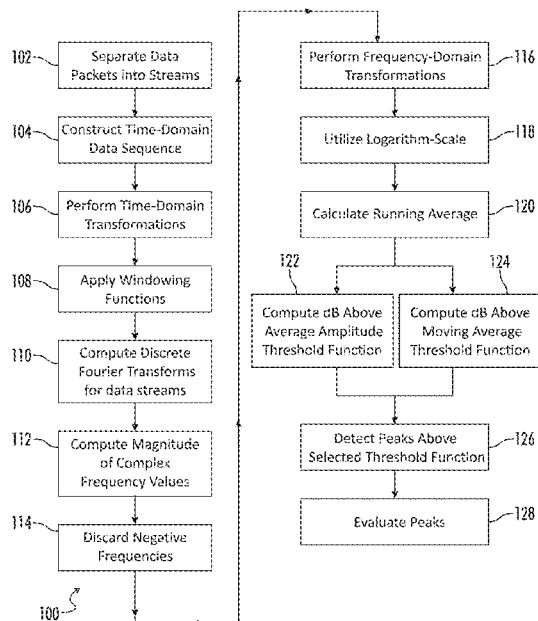 102
Separate Data
Packets into Streams
104
Construct Time-Domain
Data Sequence
106
Perform Time-Domain
Transformations
108
Apply Windowing
Functions
110
Compute Discrete
Fourier Transforms
for data streams
112
Compute Magnitude
of Complex
Frequency Values
114
Discard Negative
Frequencies
100
Perform Frequency-Domain
Transformations
116
Utilize Logarithm-Scale
118
Calculate Running Average
120
122
Compute dB Above
Average Amplitude
Threshold Function
124
Compute dB Above
Moving Average
Threshold Function
Detect Peaks Above
Selected Threshold Function
126
Evaluate Peaks
128